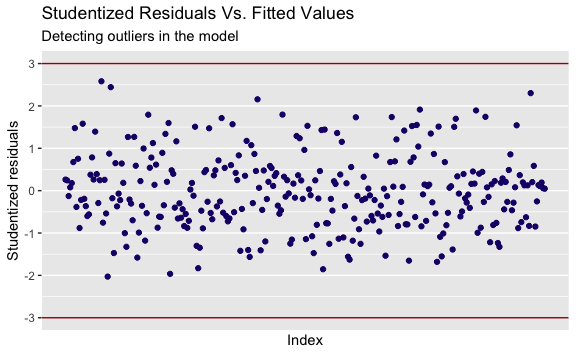 Studentized Residuals Vs. Fitted Values
Detecting outliers in the model
3
2
1
0
-1
-2
-3
Studentized residuals
Index